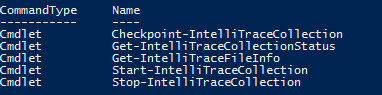 CommandType Name
----------- ----
Cmdlet Checkpoint-IntelliTraceCollection
Cmdlet Get-IntelliTraceCollectionStatus
Cmdlet Get-IntelliTraceFileInfo
Cmdlet Start-IntelliTraceCollection
Cmdlet Stop-IntelliTraceCollection